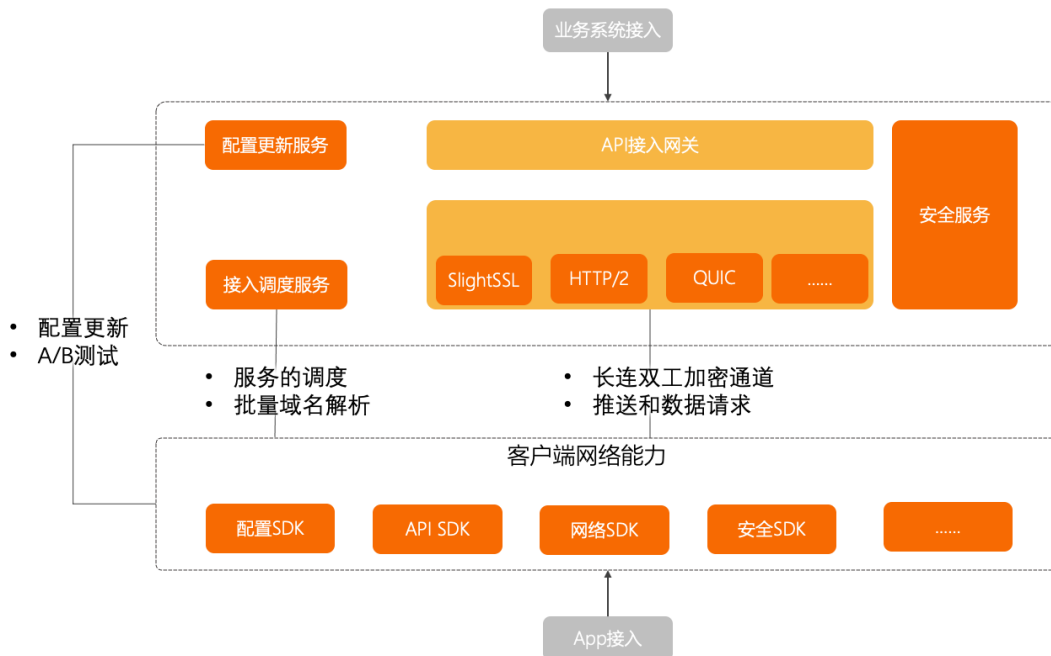 业务系统接入
配置更新服务
API接入网关
安全服务
接入调度服务
SlightSSL
HTTP/2
QUIC
......
• 配置更新
• A/B测试
• 服务的调度
• 批量域名解析
• 长连双工加密通道
• 推送和数据请求
客户端网络能力
配置SDK
API SDK
网络SDK
安全SDK
......
App接入